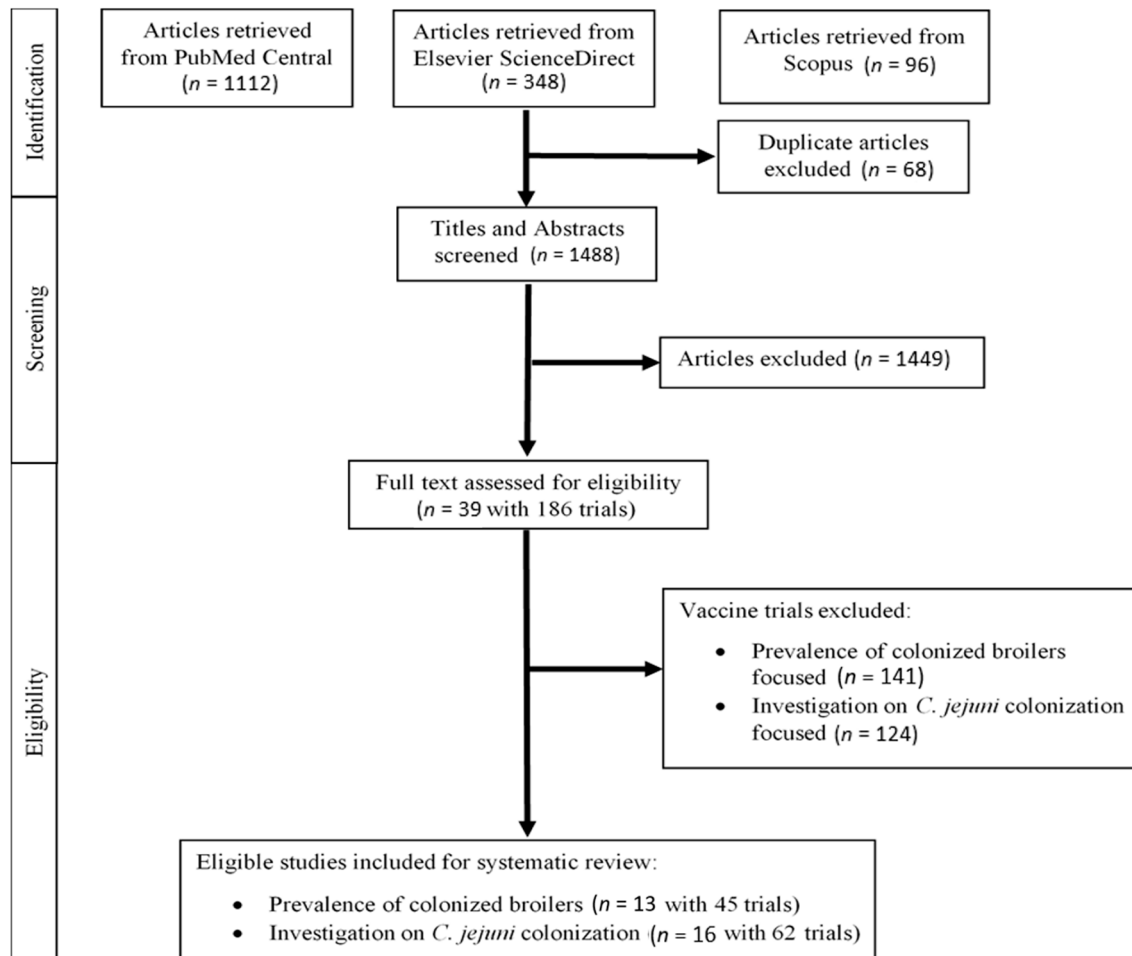 Identification
Articles retrieved
from PubMed Central
(n = 1112)
Articles retrieved from
Elsevier ScienceDirect
(n = 348)
Articles retrieved from
Scopus (n = 96)
Duplicate articles
excluded (n = 68)
Screening
Titles and Abstracts
screened (n = 1488)
Articles excluded (n = 1449)
Eligibility
Full text assessed for eligibility
(n = 39 with 186 trials)
Vaccine trials excluded:
• Prevalence of colonized broilers
focused (n = 141)
• Investigation on C. jejuni colonization
focused (n = 124)
Eligible studies included for systematic review:
• Prevalence of colonized broilers (n = 13 with 45 trials)
• Investigation on C. jejuni colonization (n = 16 with 62 trials)